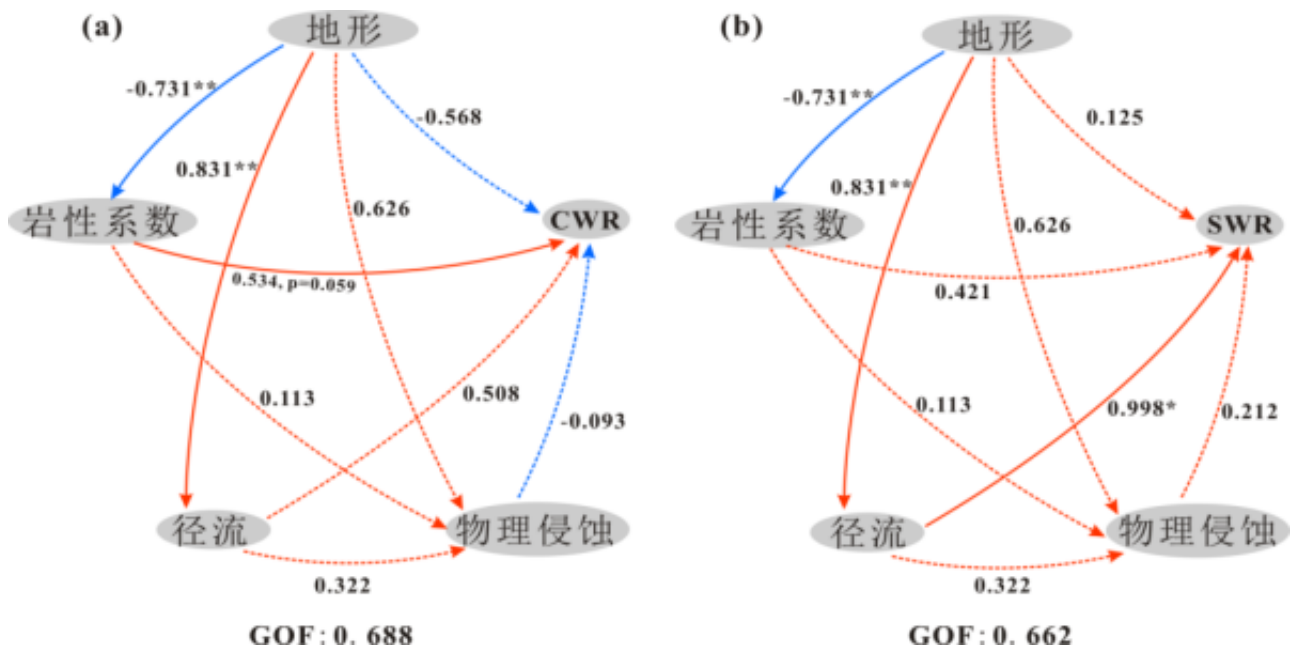 (a)
地形
-0.731**
-0.568
0.831**
0.626
岩性系数
CWR
0.534, p=0.059
0.113
0.508
-0.093
径流
物理侵蚀
0.322
GOF: 0. 688
(b)
地形
-0.731**
0.125
0.831**
0.626
岩性系数
SWR
0.421
0.113
0.998*
0.212
径流
物理侵蚀
0.322
GOF: 0. 662